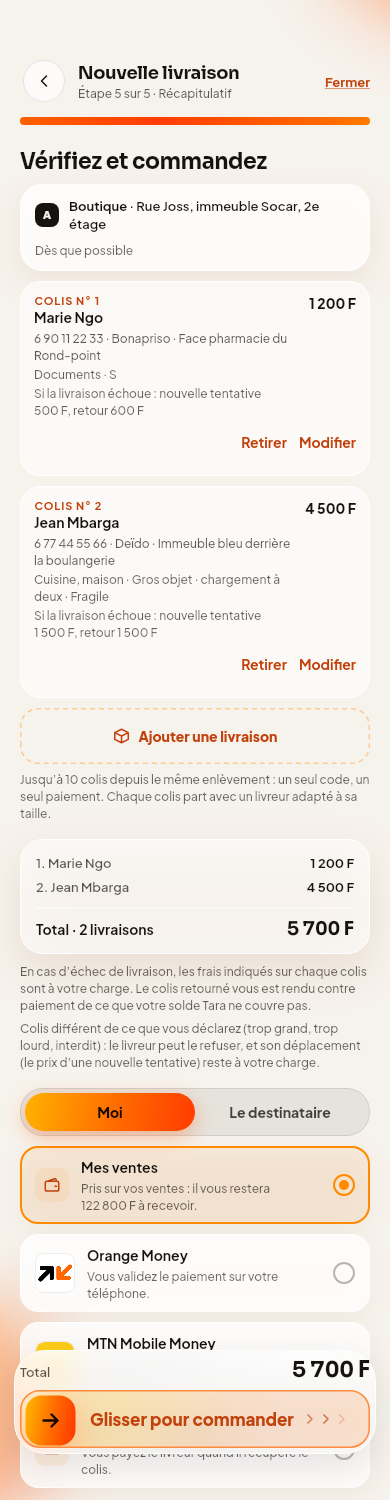 Nouvelle livraison
Étape 5 sur 5 · Récapitulatif
Fermer
Vérifiez et commandez
A
Boutique · Rue Joss, immeuble Socar, 2e
étage
Dès que possible
COLIS N° 1
1 200 F
Marie Ngo
6 90 11 22 33 · Bonapriso · Face pharmacie du
Rond-point
Documents · S
Si la livraison échoue : nouvelle tentative
500 F, retour 600 F
Retirer Modifier
COLIS N° 2
4 500 F
Jean Mbarga
6 77 44 55 66 · Deïdo · Immeuble bleu derrière
la boulangerie
Cuisine, maison · Gros objet · chargement à
deux · Fragile
Si la livraison échoue : nouvelle tentative
1 500 F, retour 1 500 F
Retirer Modifier
Ajouter une livraison
Jusqu'à 10 colis depuis le même enlèvement : un seul code, un
seul paiement. Chaque colis part avec un livreur adapté à sa
taille.
1. Marie Ngo 1 200 F
2. Jean Mbarga 4 500 F
Total · 2 livraisons 5 700 F
En cas d'échec de livraison, les frais indiqués sur chaque colis
sont à votre charge. Le colis retourné vous est rendu contre
paiement de ce que votre solde Tara ne couvre pas.
Colis différent de ce que vous déclarez (trop grand, trop
lourd, interdit) : le livreur peut le refuser, et son déplacement
(le prix d'une nouvelle tentative) reste à votre charge.
Moi Le destinataire
Mes ventes
Pris sur vos ventes : il vous restera
122 800 F à recevoir.
Orange Money
Vous validez le paiement sur votre
téléphone.
MTN Mobile Money
Total 5 700 F
Glisser pour commander
Vous payez le livreur quand il récupère le
colis.